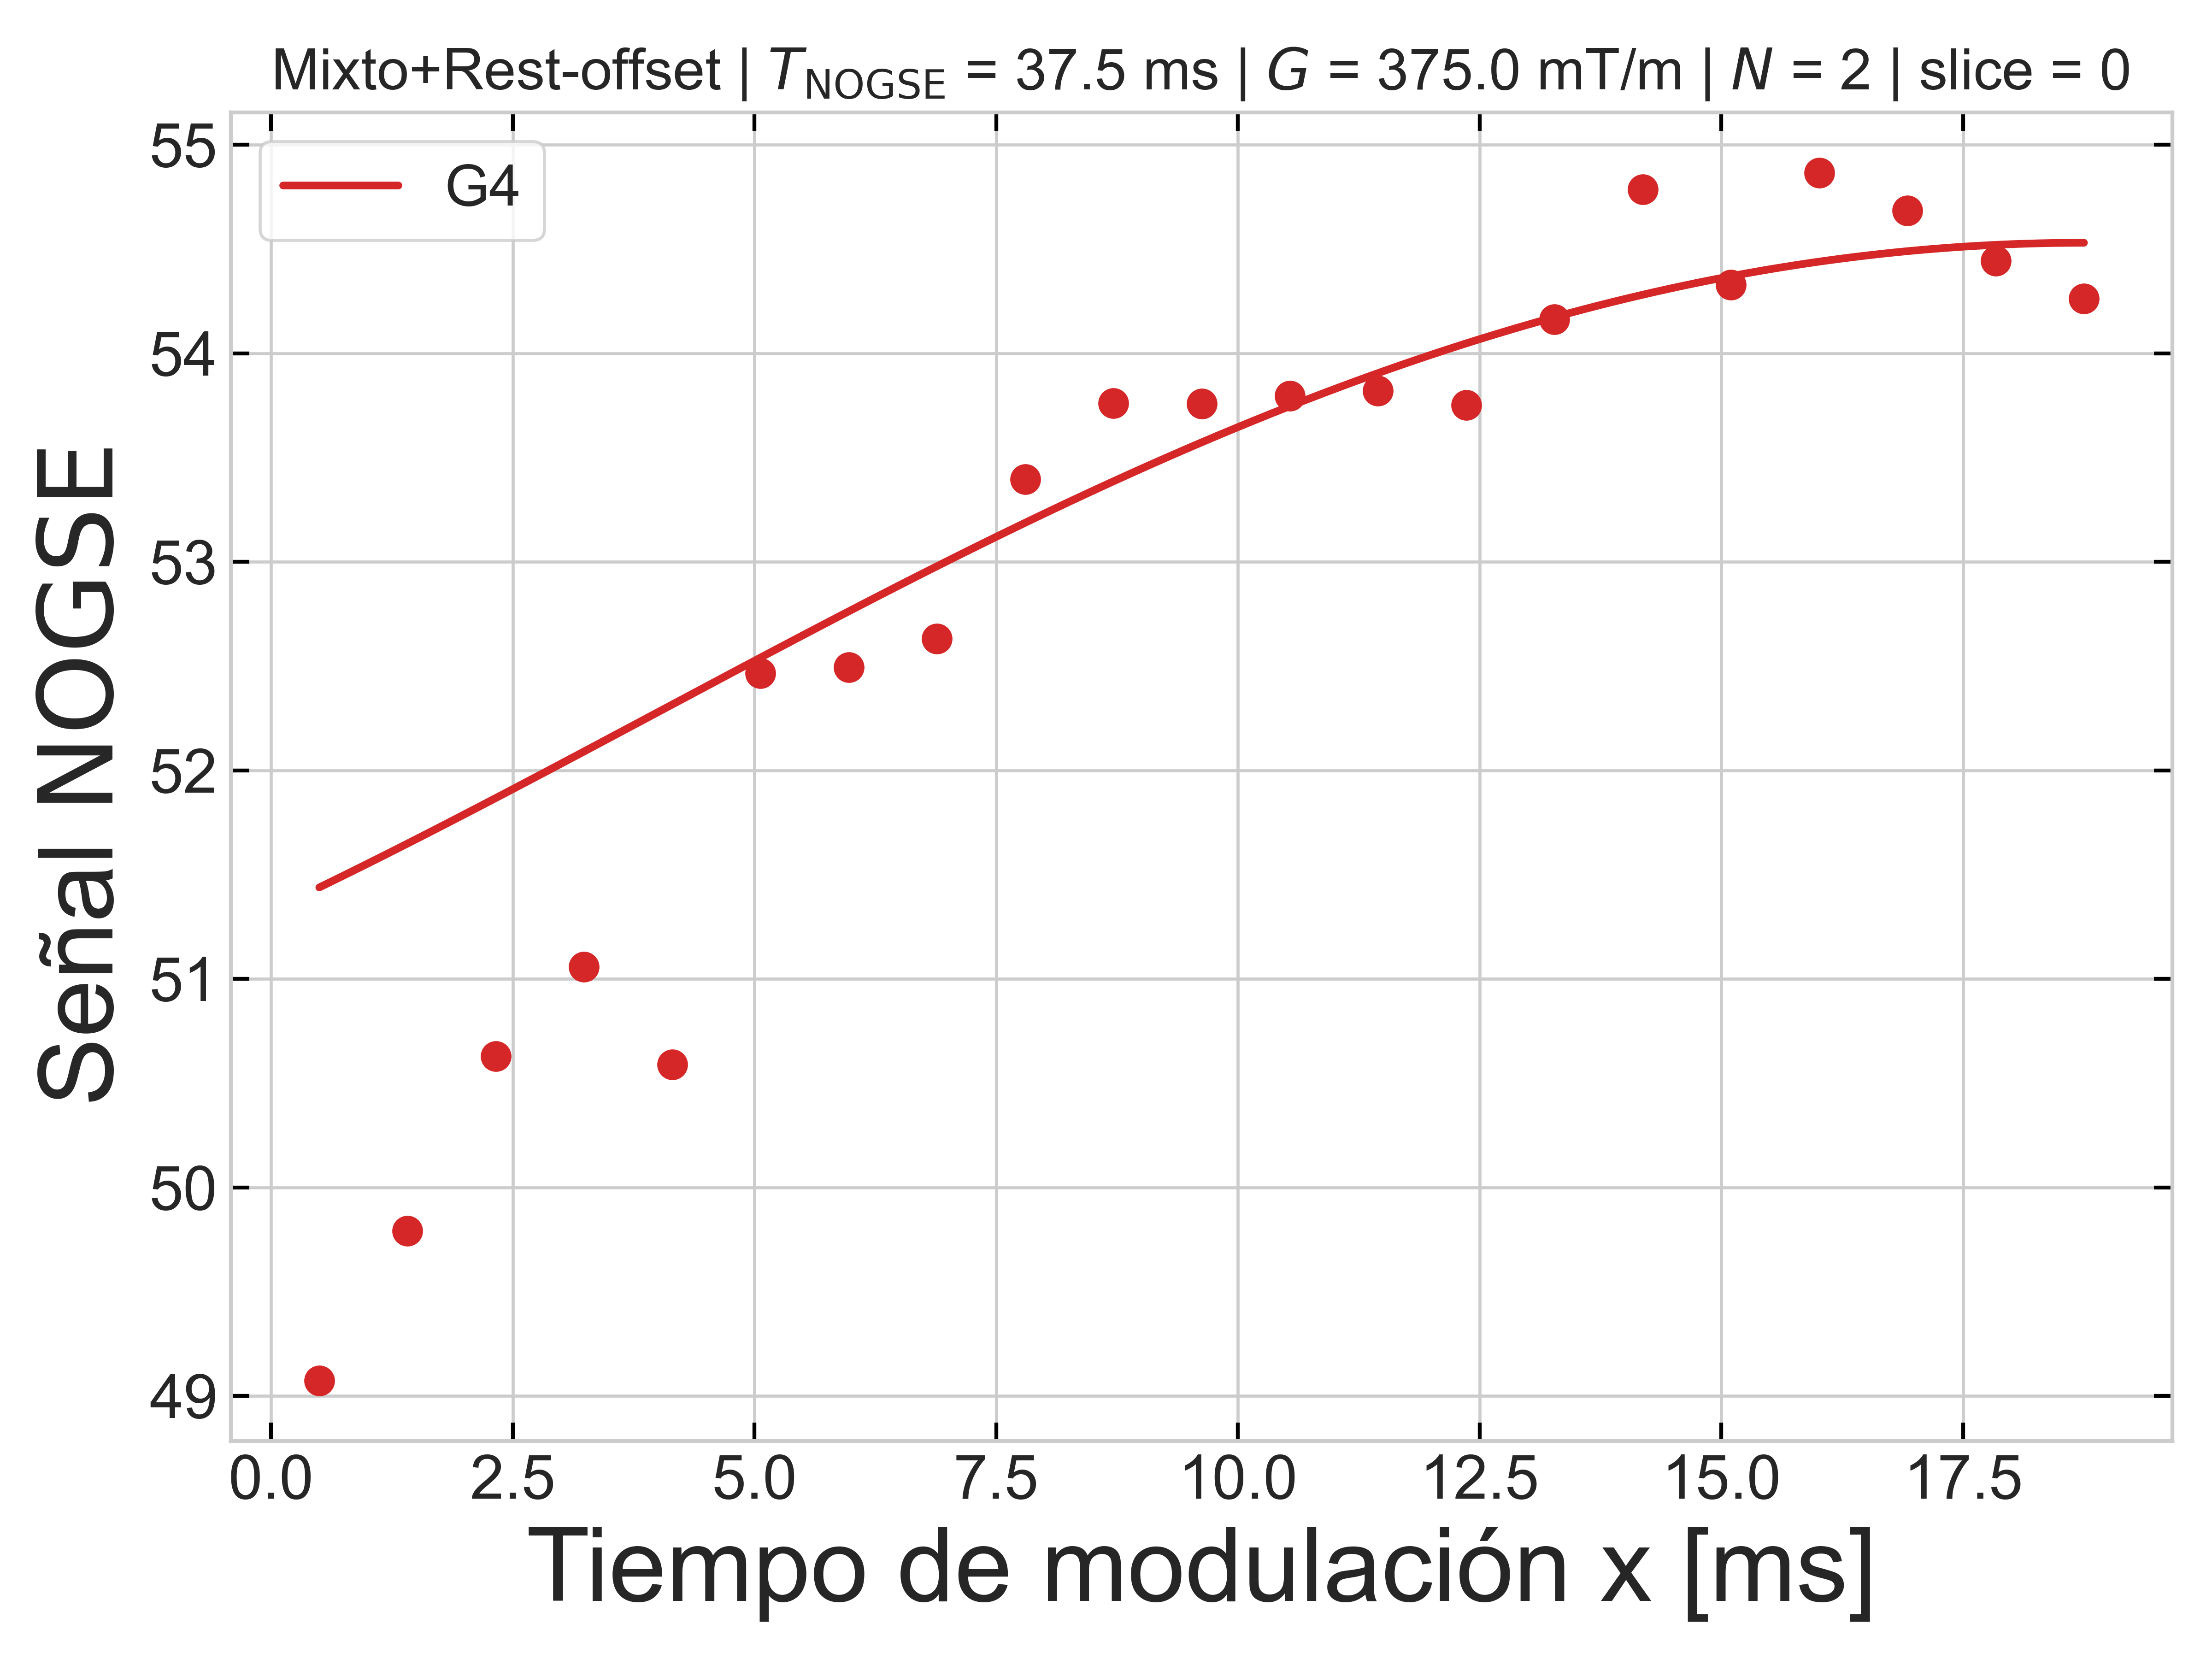 Mixto+Rest-offset | T_NOGSE = 37.5 ms | G = 375.0 mT/m | N = 2 | slice = 0
G4
55
54
53
52
51
50
49
Señal NOGSE
0.0 2.5 5.0 7.5 10.0 12.5 15.0 17.5
Tiempo de modulación x [ms]